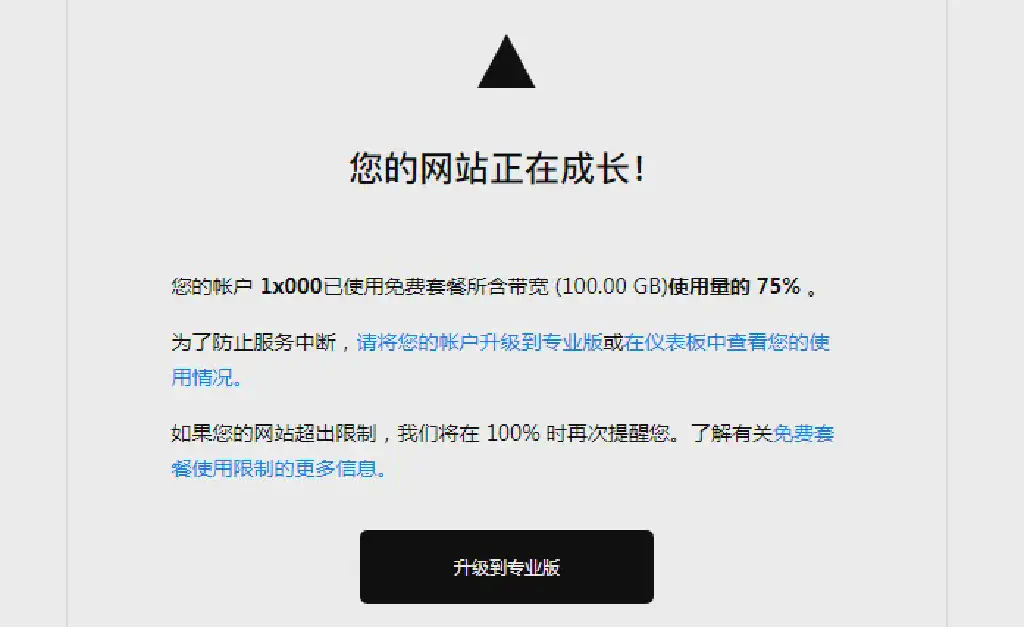 您的网站正在成长！
您的帐户 1x000已使用免费套餐所含带宽 (100.00 GB)使用量的 75% 。
为了防止服务中断，请将您的帐户升级到专业版或在仪表板中查看您的使
用情况。
如果您的网站超出限制，我们将在 100% 时再次提醒您。了解有关免费套
餐使用限制的更多信息。
升级到专业版